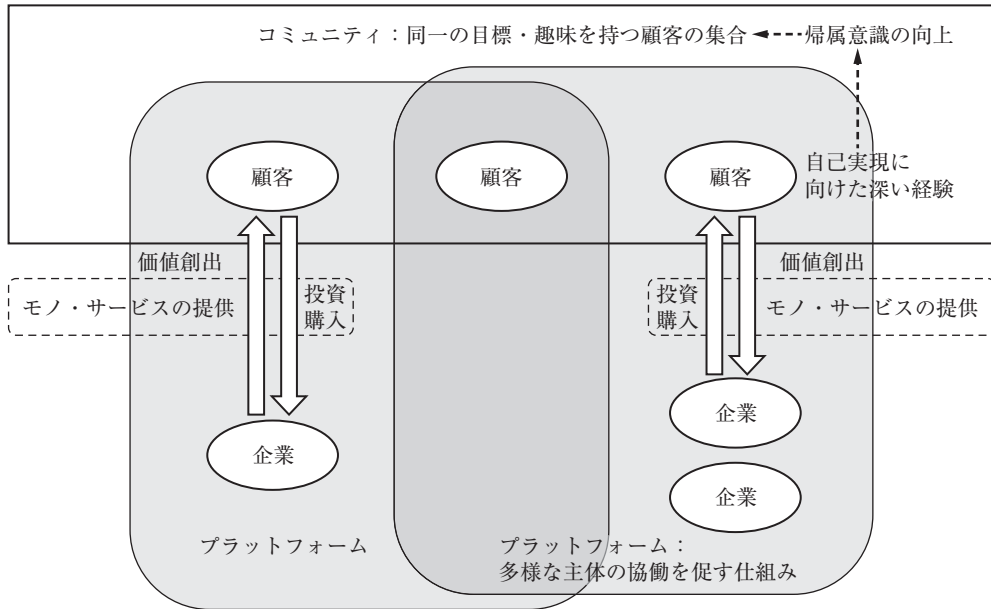 コミュニティ：同一の目標・趣味を持つ顧客の集合
帰属意識の向上
顧客
顧客
顧客
自己実現に
向けた深い経験
価値創出
価値創出
モノ・サービスの提供
投資
購入
投資
購入
モノ・サービスの提供
企業
企業
企業
プラットフォーム
プラットフォーム：
多様な主体の協働を促す仕組み